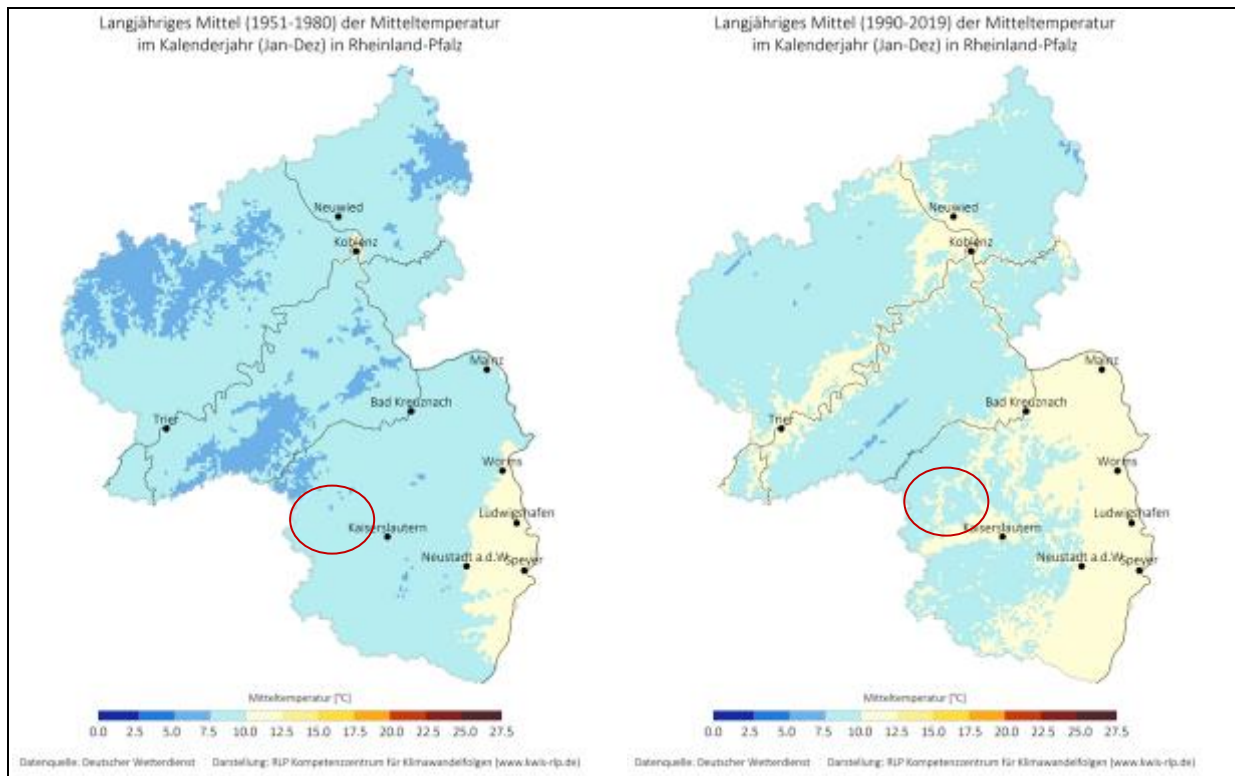 Langjähriges Mittel (1951-1980) der Mitteltemperatur
im Kalenderjahr (Jan-Dez) in Rheinland-Pfalz
Neuwied
Koblenz
Mainz
Bad Kreuznach
Trier
Worms
Ludwigshafen
Kaiserslautern
Neustadt a.d.W.
Speyer
Mitteltemperatur [°C]
0.0 2.5 5.0 7.5 10.0 12.5 15.0 17.5 20.0 22.5 25.0 27.5
Datenquelle: Deutscher Wetterdienst Darstellung: RLP Kompetenzzentrum für Klimawandelfolgen (www.kwis-rlp.de)
Langjähriges Mittel (1990-2019) der Mitteltemperatur
im Kalenderjahr (Jan-Dez) in Rheinland-Pfalz
Neuwied
Koblenz
Mainz
Bad Kreuznach
Trier
Worms
Ludwigshafen
Kaiserslautern
Neustadt a.d.W.
Speyer
Mitteltemperatur [°C]
0.0 2.5 5.0 7.5 10.0 12.5 15.0 17.5 20.0 22.5 25.0 27.5
Datenquelle: Deutscher Wetterdienst Darstellung: RLP Kompetenzzentrum für Klimawandelfolgen (www.kwis-rlp.de)